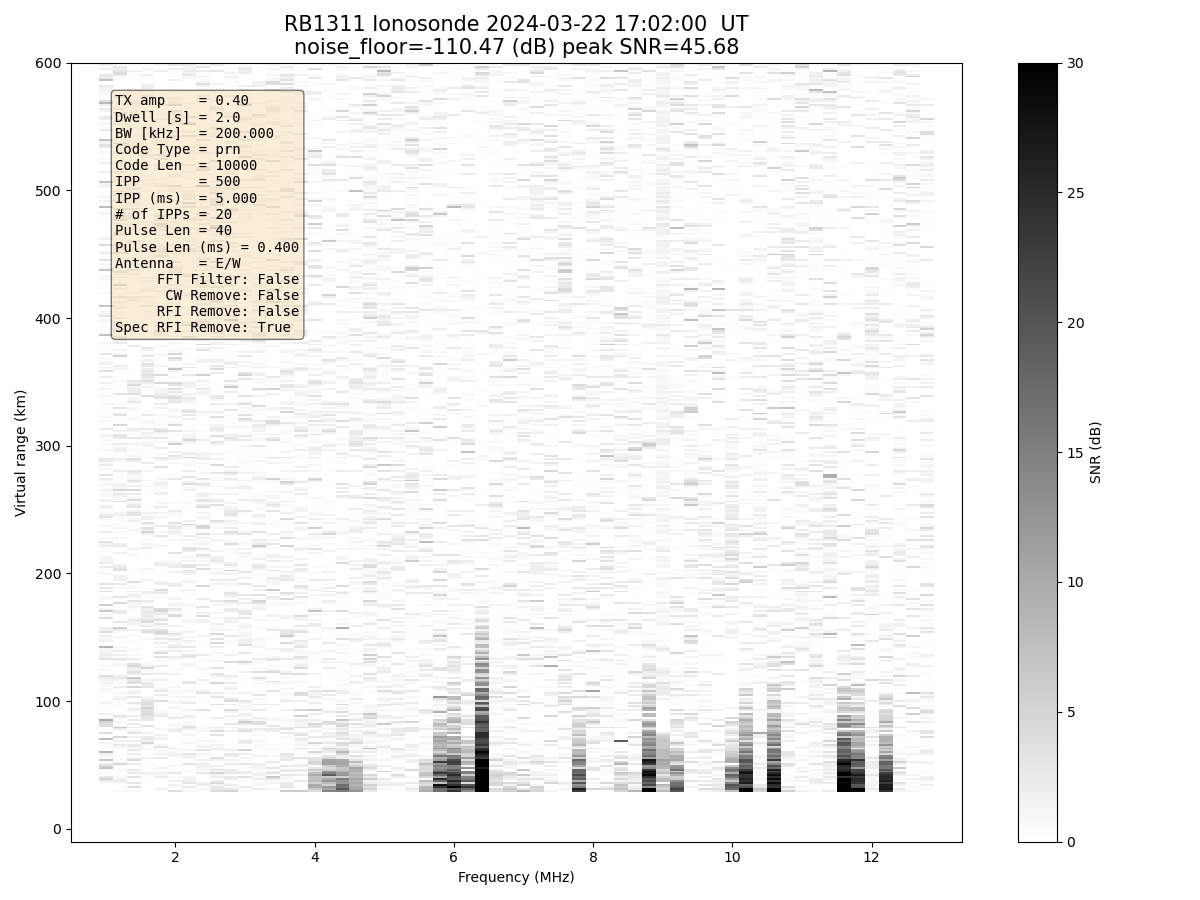 RB1311 Ionosonde 2024-03-22 17:02:00  UT
noise_floor=-110.47 (dB) peak SNR=45.68
TX amp    = 0.40
Dwell [s] = 2.0
BW [kHz]  = 200.000
Code Type = prn
Code Len  = 10000
IPP       = 500
IPP (ms)  = 5.000
# of IPPs = 20
Pulse Len = 40
Pulse Len (ms) = 0.400
Antenna   = E/W
FFT Filter: False
CW Remove: False
RFI Remove: False
Spec RFI Remove: True
600
500
400
300
200
100
0
Virtual range (km)
2
4
6
8
10
12
Frequency (MHz)
30
25
20
15
10
5
0
SNR (dB)